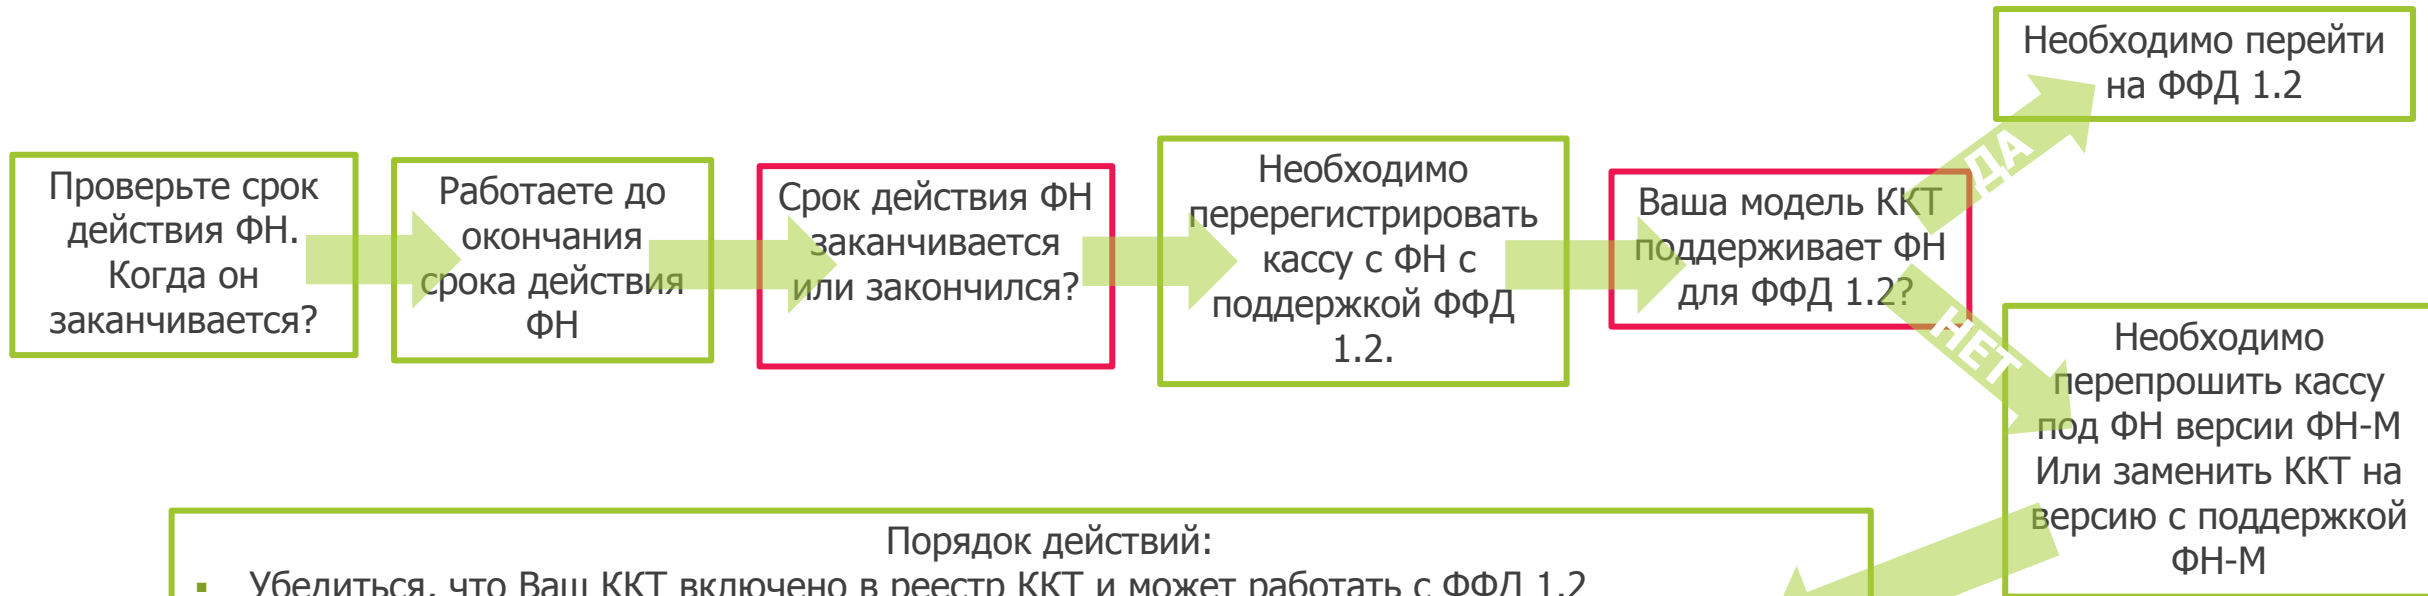 Проверьте срок
действия ФН.
Когда он
заканчивается?
Работаете до
окончания
срока действия
ФН
Срок действия ФН
заканчивается
или закончился?
Необходимо
перерегистрировать
кассу с ФН с
поддержкой ФФД
1.2.
Ваша модель ККТ
поддерживает ФН
для ФФД 1.2?
ДА
Необходимо перейти
на ФФД 1.2
НЕТ
Необходимо
перепрошить кассу
под ФН версии ФН-М
Или заменить ККТ на
версию с поддержкой
ФН-М
Порядок действий:
▪ Убедиться, что Ваш ККТ включено в реестр ККТ и может работать с ФФД 1.2